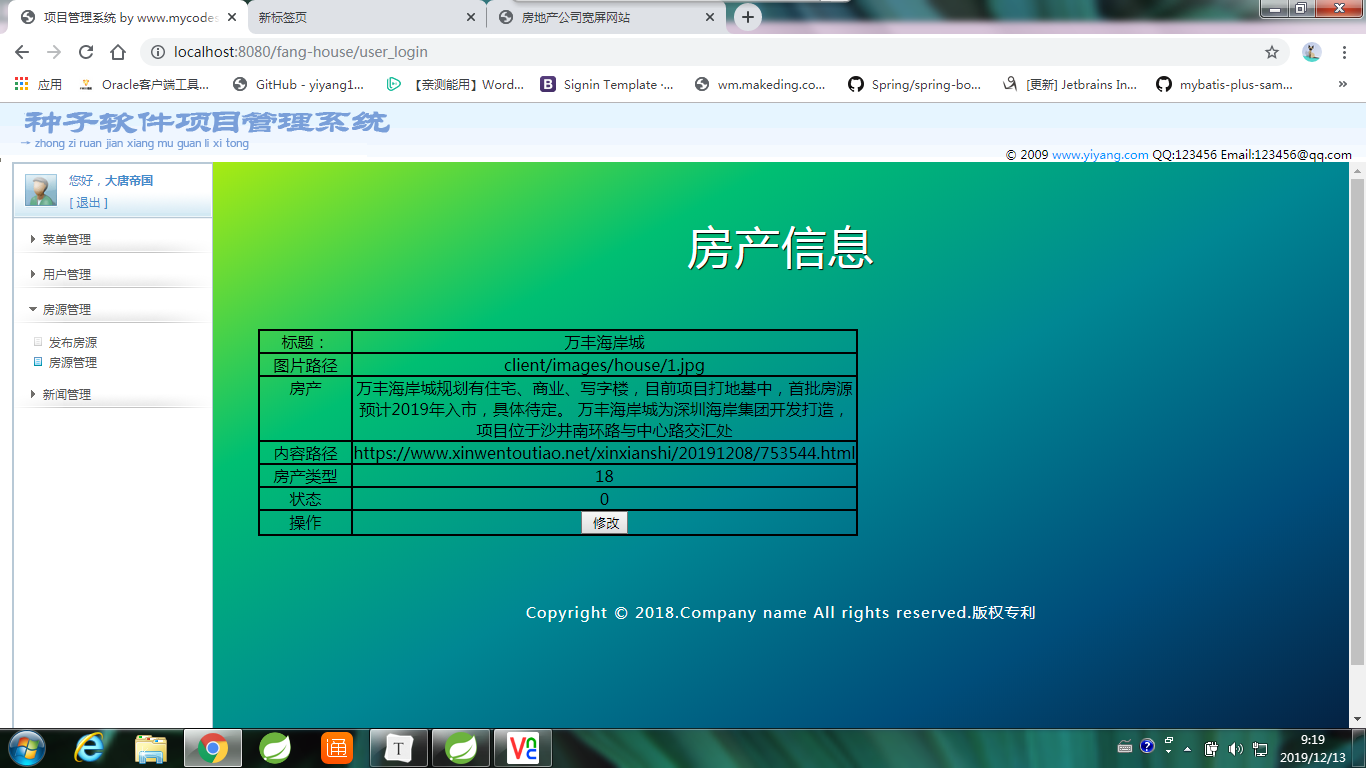 项目管理系统 by www.mycodes
新标签页
房地产公司宽屏网站
localhost:8080/fang-house/user_login
应用
Oracle客户端工具...
GitHub - yiyang1...
【亲测能用】Word...
Signin Template ·...
wm.makeding.co...
Spring/spring-bo...
[更新] Jetbrains In...
mybatis-plus-sam...
»
种子软件项目管理系统
→ zhong zi ruan jian xiang mu guan li xi tong
© 2009 www.yiyang.com QQ:123456 Email:123456@qq.com
您好，大唐帝国
[ 退出 ]
菜单管理
用户管理
房源管理
发布房源
房源管理
新闻管理
房产信息
标题： 万丰海岸城
图片路径 client/images/house/1.jpg
房产 万丰海岸城规划有住宅、商业、写字楼，目前项目打地基中，首批房源
预计2019年入市，具体待定。 万丰海岸城为深圳海岸集团开发打造，
项目位于沙井南环路与中心路交汇处
内容路径 https://www.xinwentoutiao.net/xinxianshi/20191208/753544.html
房产类型 18
状态 0
操作 修改
Copyright © 2018.Company name All rights reserved.版权专利
通
T
VNC
9:19
2019/12/13